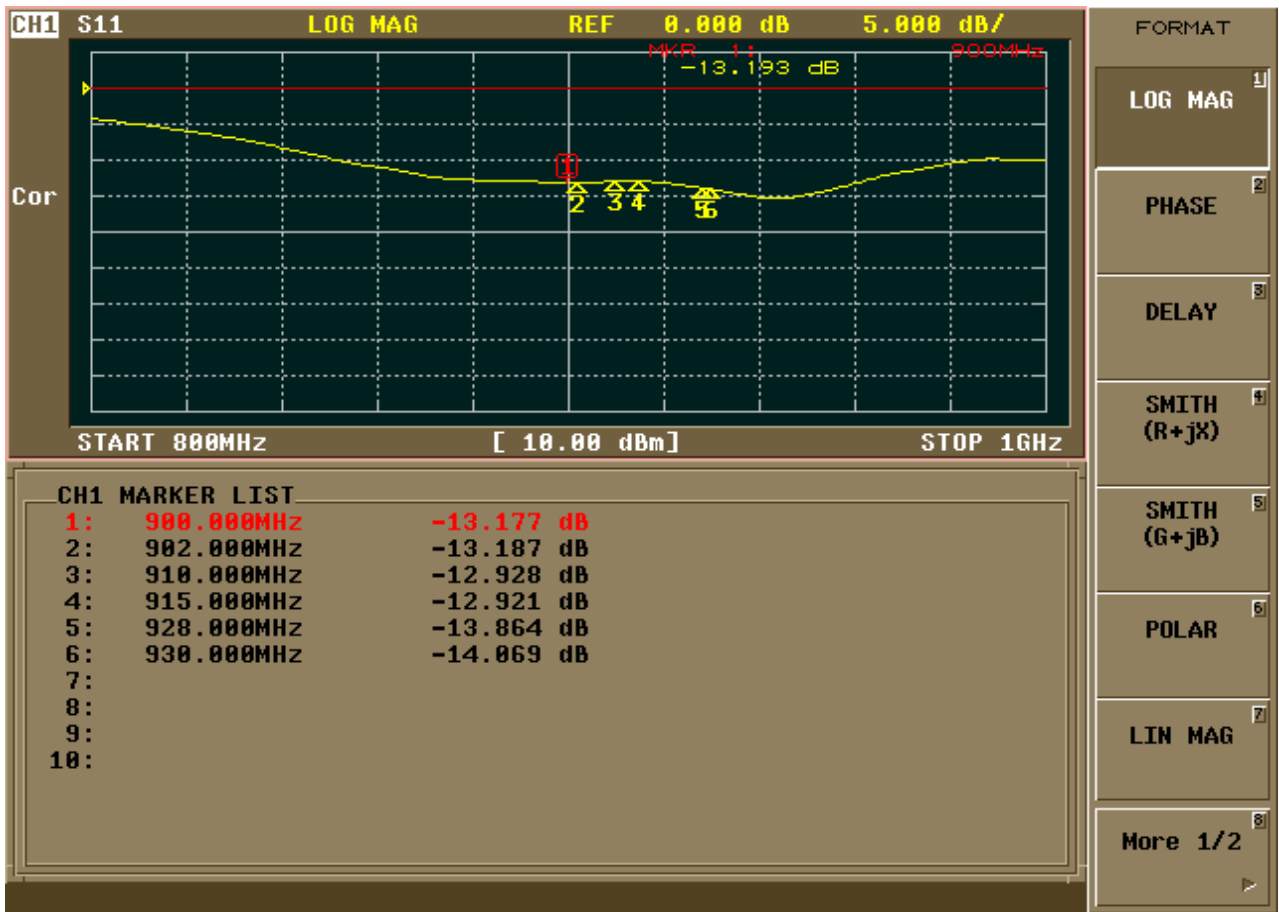 CH1 S11 LOG MAG REF 0.000 dB 5.000 dB/
MKR 1: 900MHz
-13.193 dB
Cor
1
2 3 4 5 6
START 800MHz [ 10.00 dBm] STOP 1GHz
CH1 MARKER LIST
1: 900.000MHz -13.177 dB
2: 902.000MHz -13.187 dB
3: 910.000MHz -12.928 dB
4: 915.000MHz -12.921 dB
5: 928.000MHz -13.864 dB
6: 930.000MHz -14.069 dB
7:
8:
9:
10:
FORMAT
1
LOG MAG
2
PHASE
3
DELAY
4
SMITH
(R+jX)
5
SMITH
(G+jB)
6
POLAR
7
LIN MAG
8
More 1/2